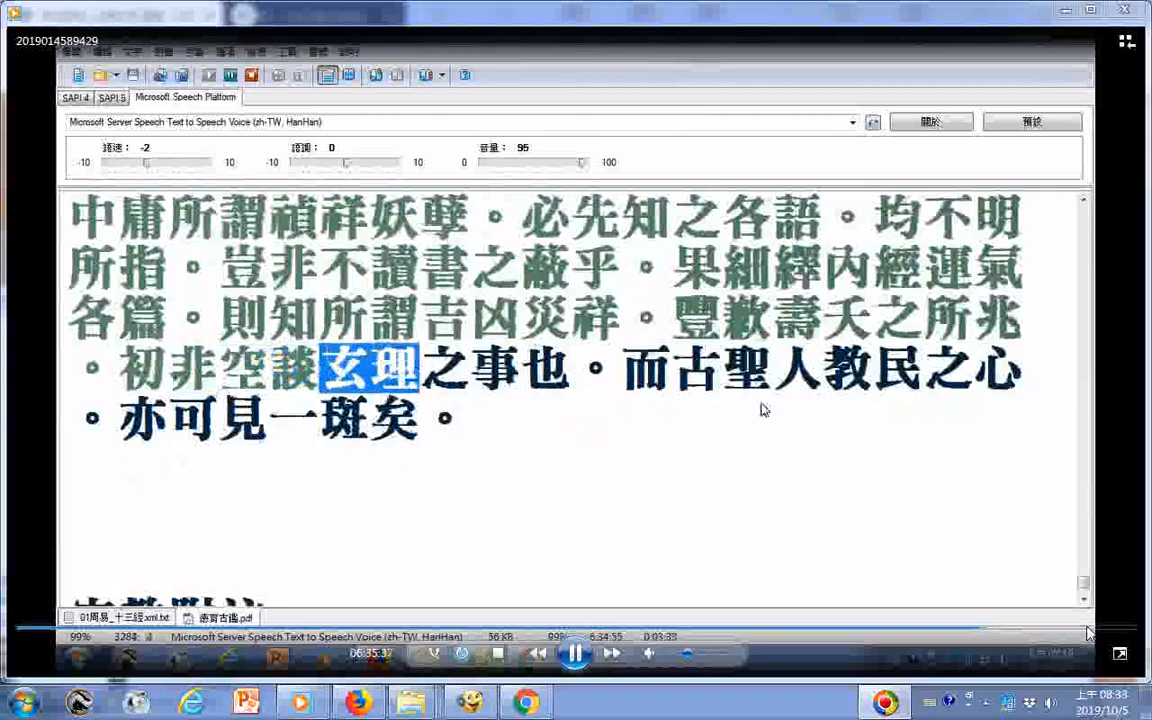 2019014589429
SAPI 4 SAPI 5 Microsoft Speech Platform
Microsoft Server Speech Text to Speech Voice (zh-TW, HanHan) 關於 預設
語速： -2 語調： 0 音量： 95
-10 10 -10 10 0 100
中庸所謂禎祥妖孽。必先知之各語。均不明
所指。豈非不讀書之蔽乎。果細繹內經運氣
各篇。則知所謂吉凶災祥。豐歉壽夭之所兆
。初非空談玄理之事也。而古聖人教民之心
。亦可見一斑矣。
01周易_十三經.xml.txt 德育古鑑.pdf
99% Microsoft Server Speech Text to Speech Voice (zh-TW, HanHan) 56 KB 99% 6:34:55 0:03:33
06:35:37
上午 08:33
2019/10/5